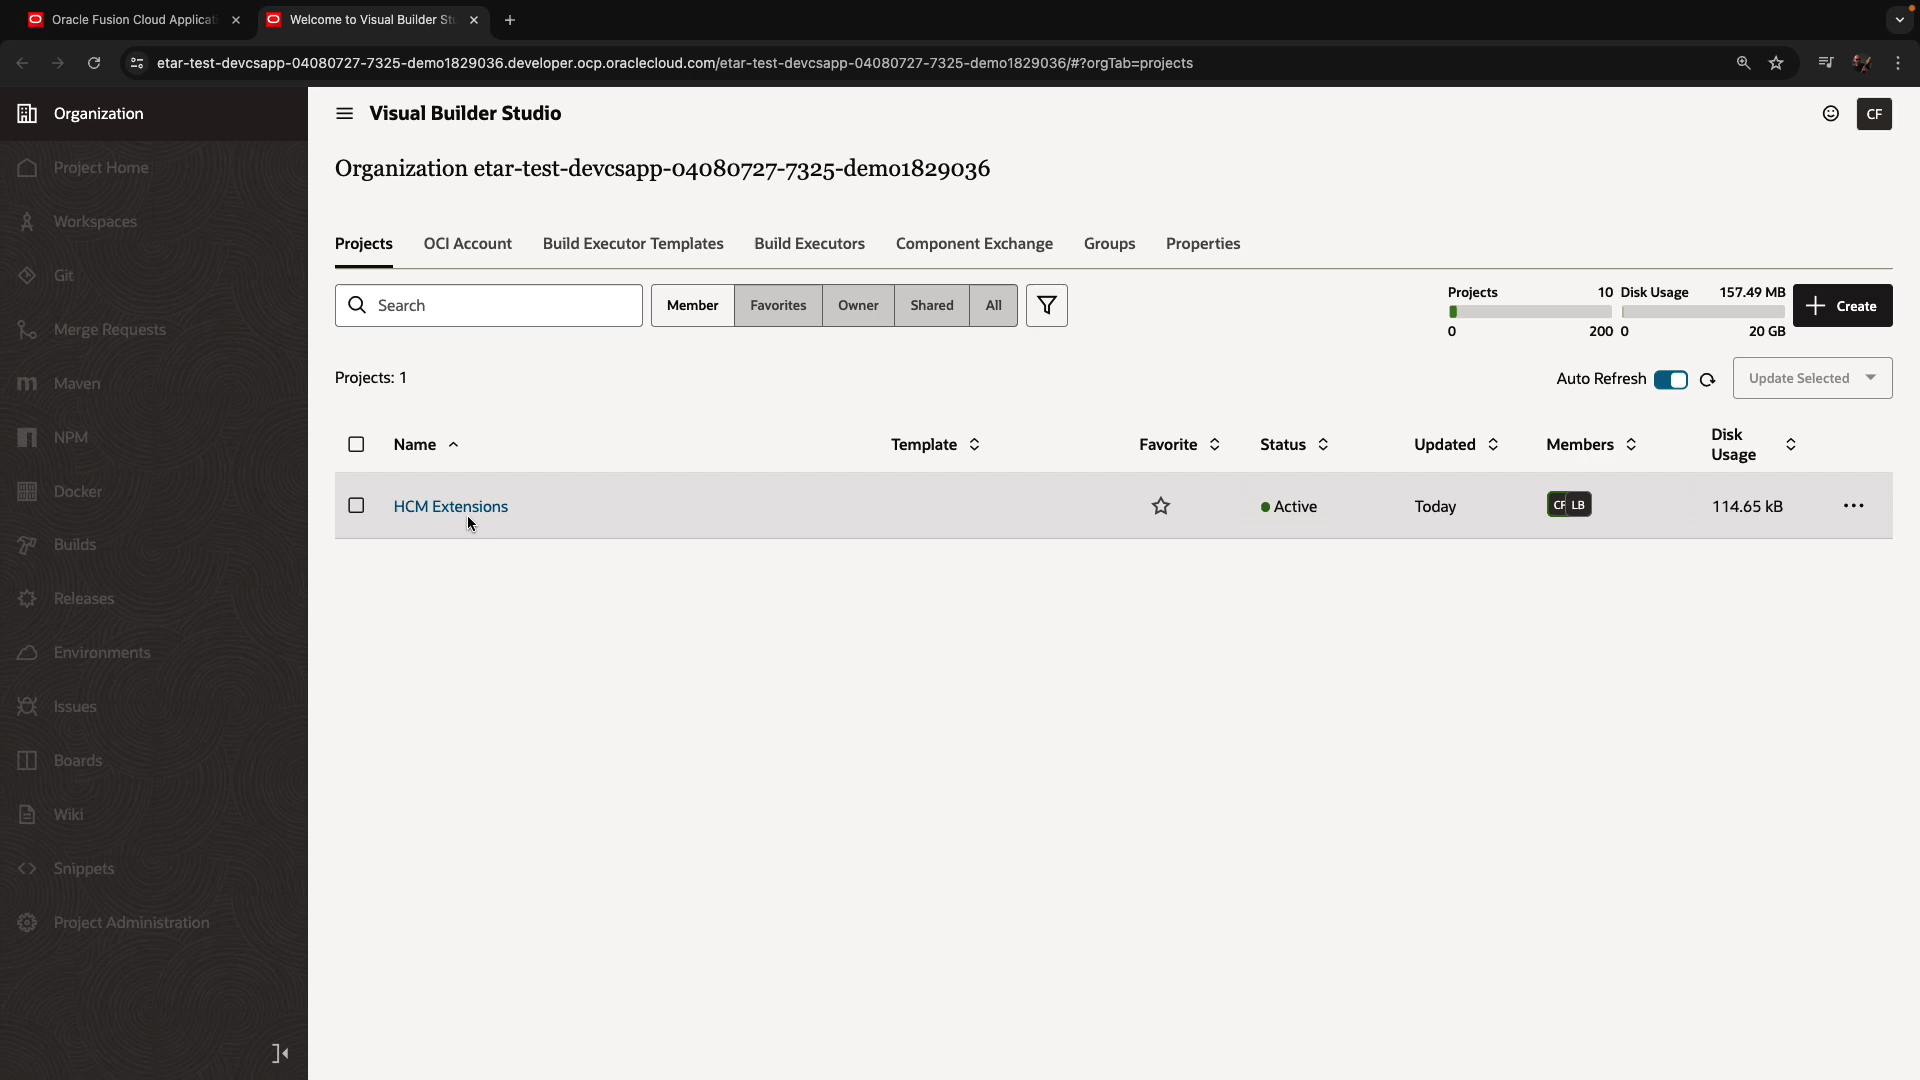 Oracle Fusion Cloud Applicat
Welcome to Visual Builder Stu
etar-test-devcsapp-04080727-7325-demo1829036.developer.ocp.oraclecloud.com/etar-test-devcsapp-04080727-7325-demo1829036/#?orgTab=projects
Organization
Project Home
Workspaces
Git
Merge Requests
Maven
NPM
Docker
Builds
Releases
Environments
Issues
Boards
Wiki
Snippets
Project Administration
Visual Builder Studio
CF
Organization etar-test-devcsapp-04080727-7325-demo1829036
Projects OCI Account Build Executor Templates Build Executors Component Exchange Groups Properties
Search
Member Favorites Owner Shared All
Projects 10 Disk Usage 157.49 MB
0 200 0 20 GB
Create
Projects: 1
Auto Refresh
Update Selected
Name Template Favorite Status Updated Members Disk Usage
HCM Extensions Active Today CF LB 114.65 kB